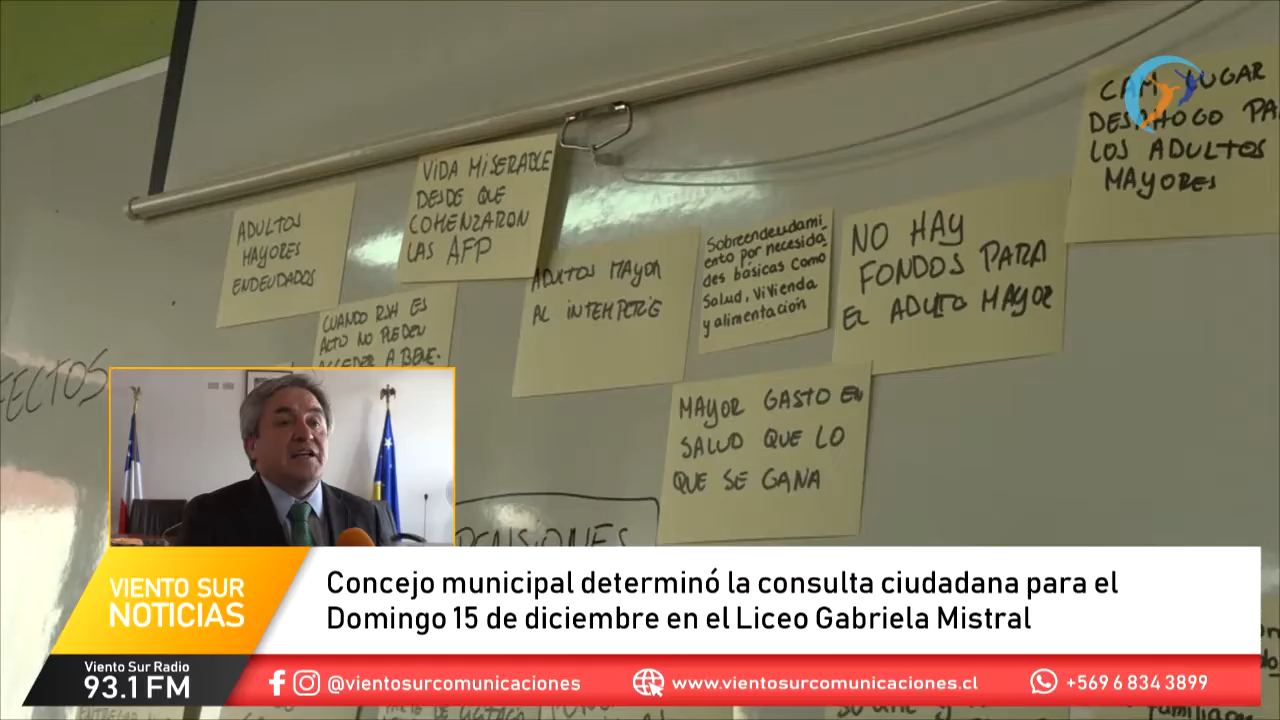 CAM LUGAR
DESAHOGO PA
LOS ADULTOS
MAYORES
VIDA MISERABLE
DESDE QUE
COMENZARON
LAS AFP
ADULTOS
MAYORES
ENDEUDADOS
ADULTOS MAYOR
AL INTEMPERIE
Sobreendeudami-
ento por necesida-
des básicas como
Salud, Vivienda
y alimentación
NO HAY
FONDOS PARA
EL ADULTO MAYOR
CUANDO RSH ES
ALTO NO PUEDEN
ACCEDER A BENE-
FECTOS
MAYOR GASTO EN
SALUD QUE LO
QUE SE GANA
PENSIONES
VIENTO SUR
NOTICIAS
Concejo municipal determinó la consulta ciudadana para el
Domingo 15 de diciembre en el Liceo Gabriela Mistral
Viento Sur Radio
93.1 FM
@vientosurcomunicaciones
www.vientosurcomunicaciones.cl
+569 6 834 3899